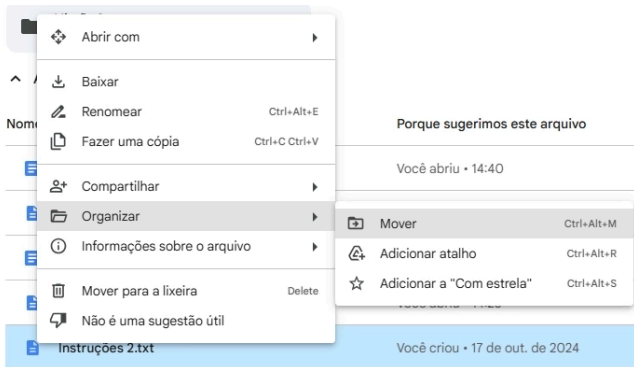 Abrir com
Baixar
Renomear Ctrl+Alt+E
Nome Porque sugerimos este arquivo
Fazer uma cópia Ctrl+C Ctrl+V
Você abriu • 14:40
Compartilhar
Organizar
Mover Ctrl+Alt+M
Informações sobre o arquivo
Adicionar atalho Ctrl+Alt+R
Adicionar a "Com estrela" Ctrl+Alt+S
Mover para a lixeira Delete
Não é uma sugestão útil
Instruções 2.txt Você criou • 17 de out. de 2024